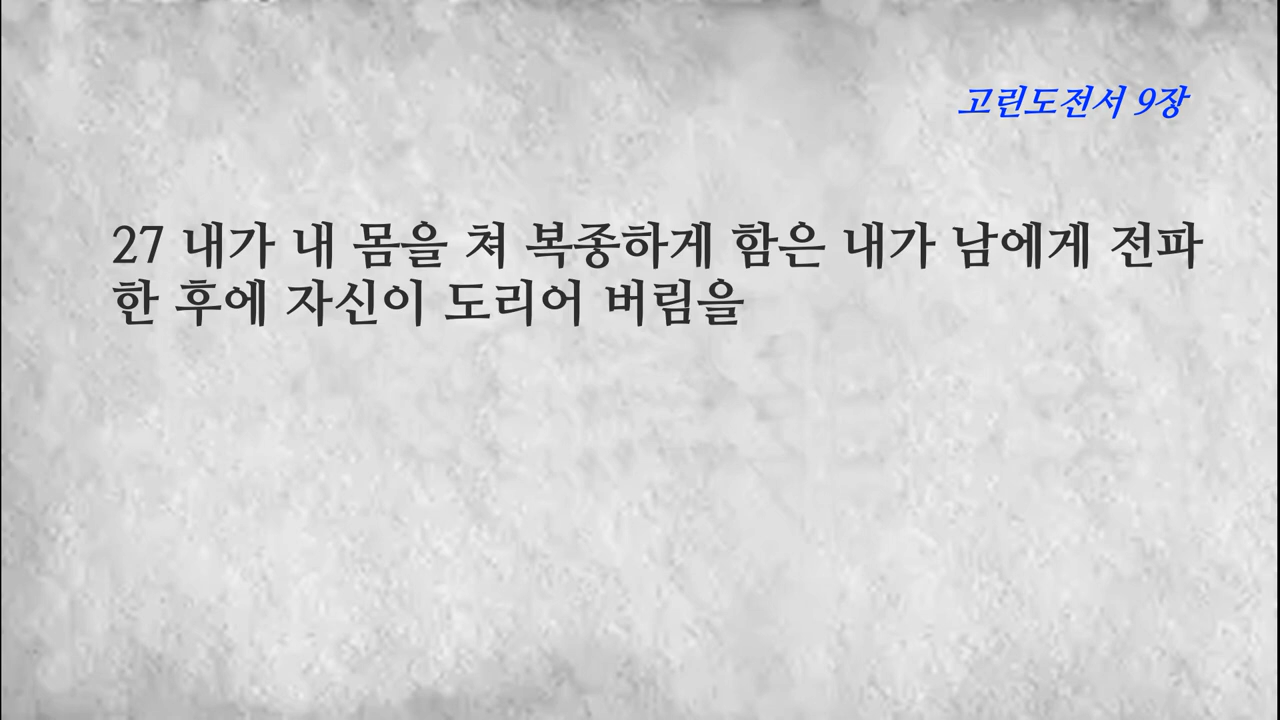 고린도전서 9장
27 내가 내 몸을 쳐 복종하게 함은 내가 남에게 전파
한 후에 자신이 도리어 버림을